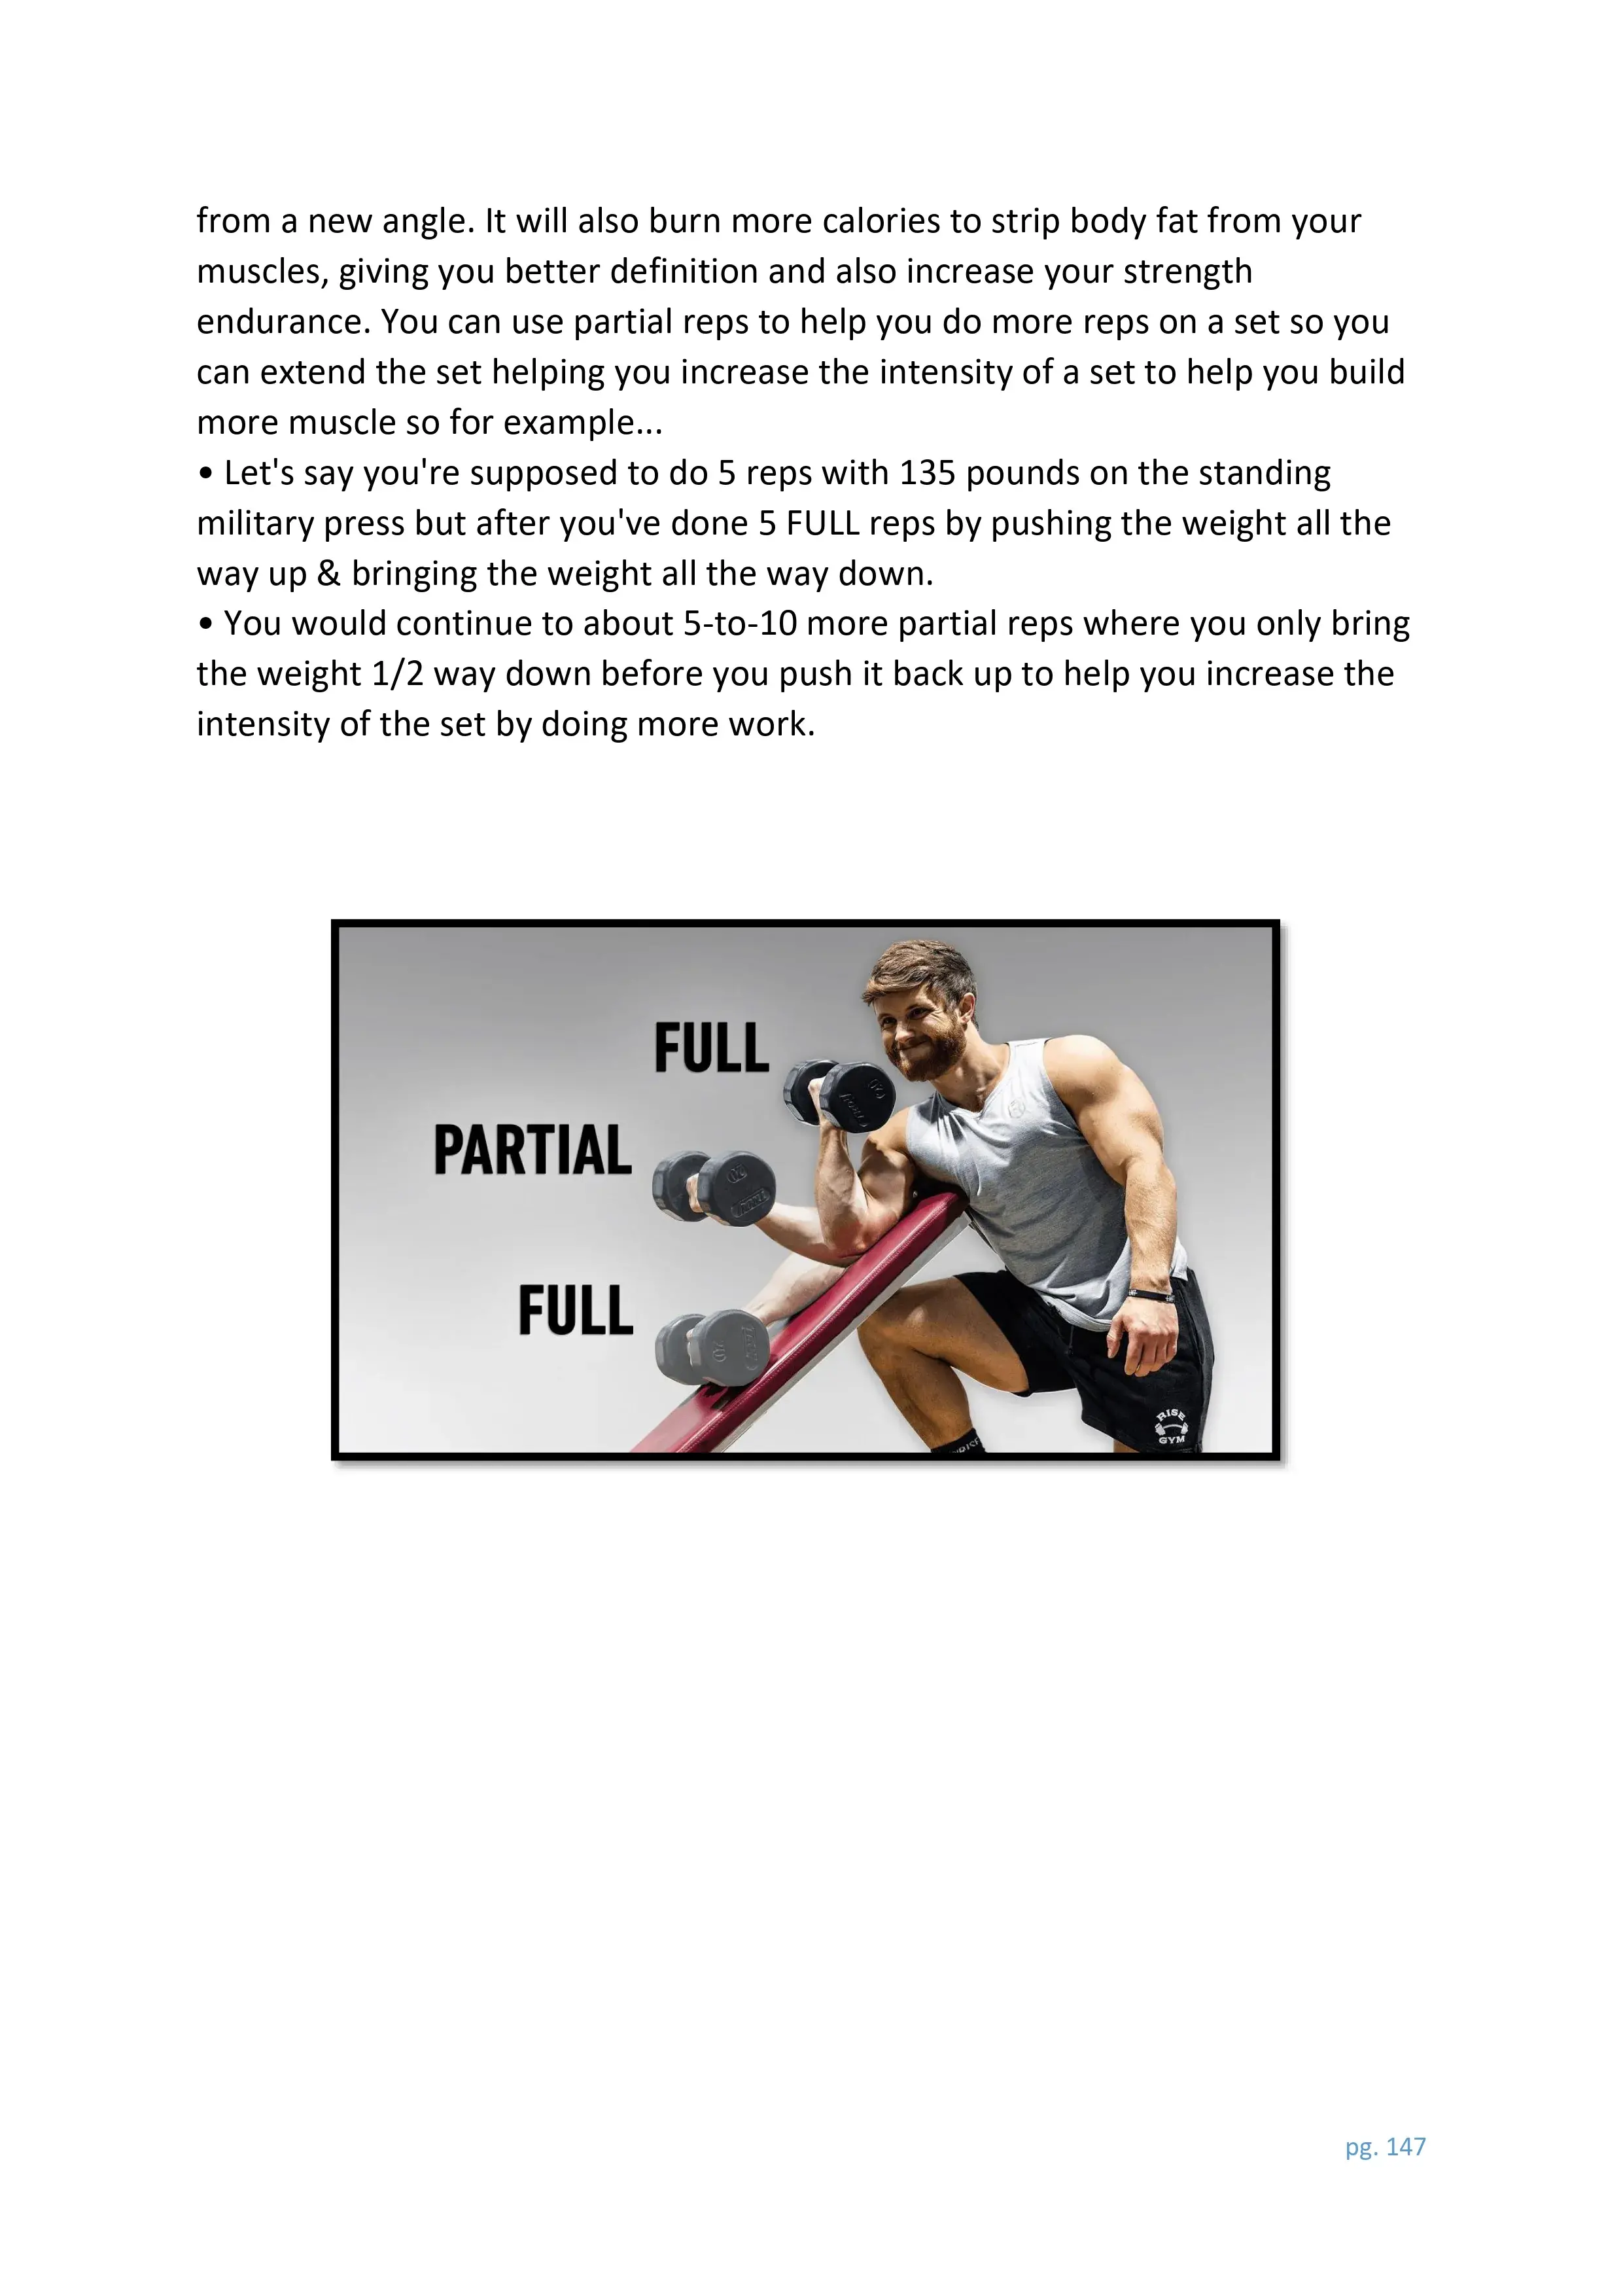 from a new angle. It will also burn more calories to strip body fat from your
muscles, giving you better definition and also increase your strength
endurance. You can use partial reps to help you do more reps on a set so you
can extend the set helping you increase the intensity of a set to help you build
more muscle so for example...
• Let's say you're supposed to do 5 reps with 135 pounds on the standing
military press but after you've done 5 FULL reps by pushing the weight all the
way up & bringing the weight all the way down.
• You would continue to about 5-to-10 more partial reps where you only bring
the weight 1/2 way down before you push it back up to help you increase the
intensity of the set by doing more work.
FULL
PARTIAL
FULL
20
20
RISE
GYM
pg. 147